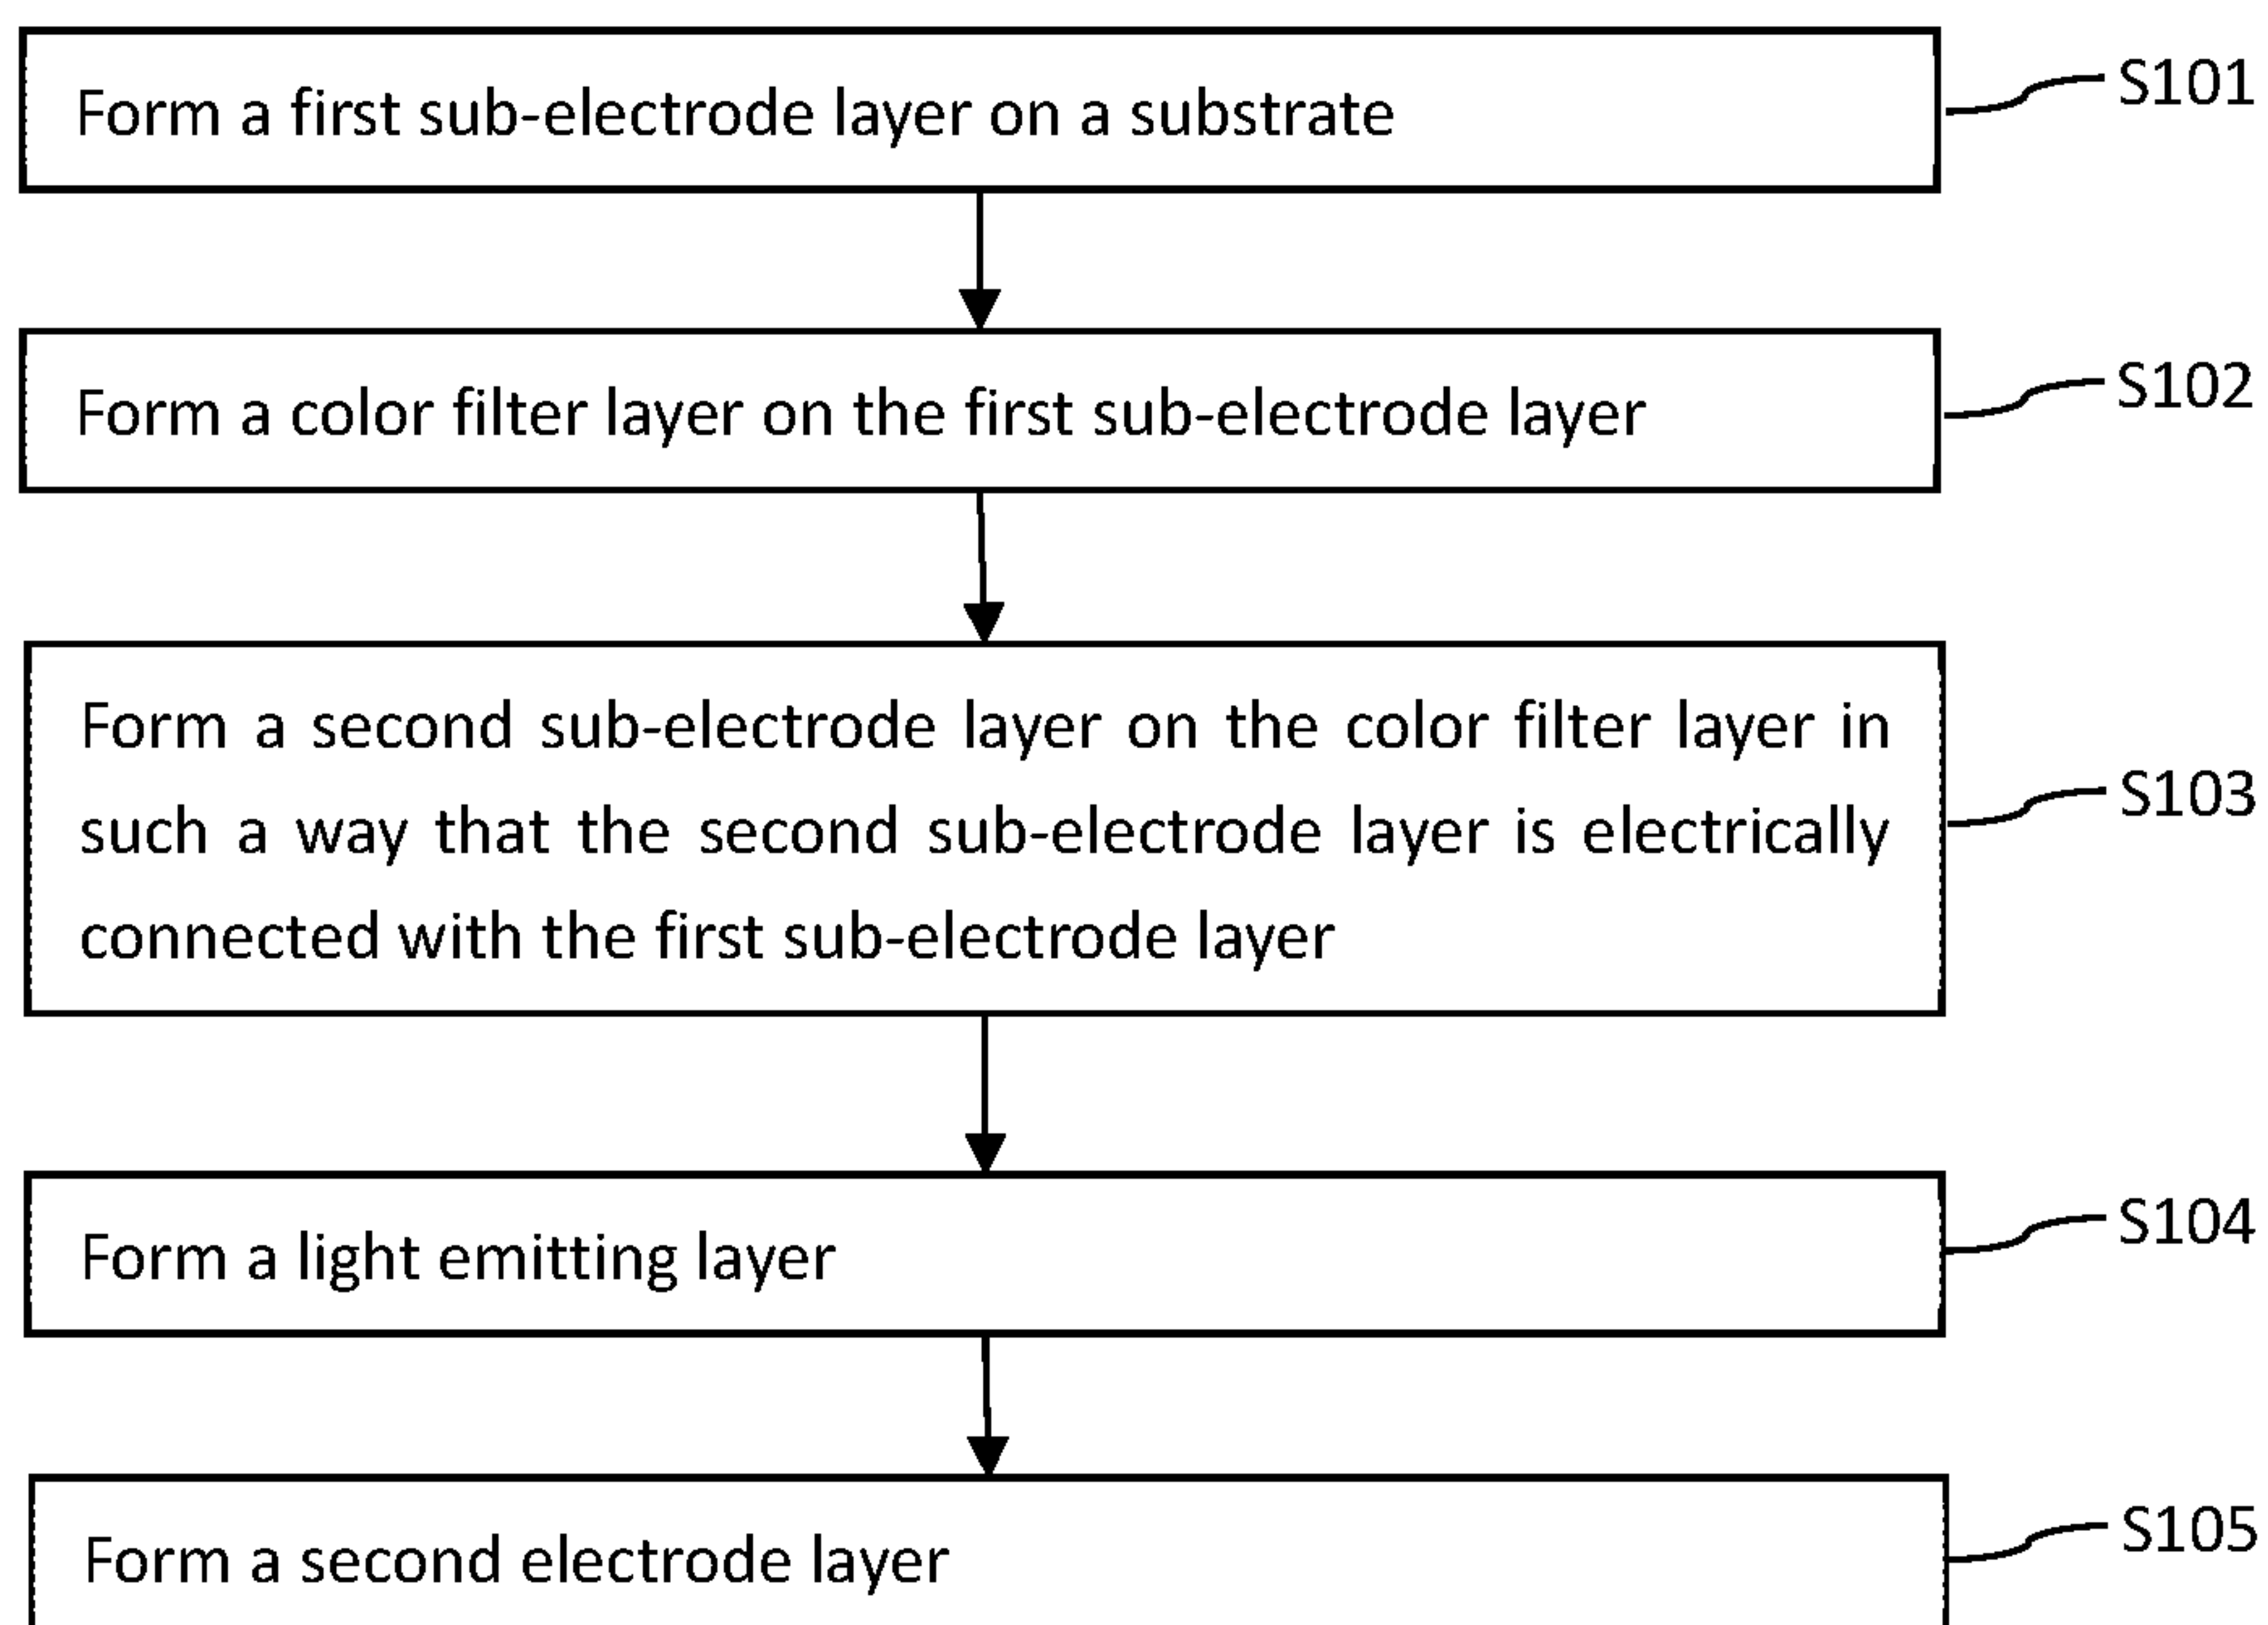 Form a first sub-electrode layer on a substrate
S101
Form a color filter layer on the first sub-electrode layer
S102
Form a second sub-electrode layer on the color filter layer in
such a way that the second sub-electrode layer is electrically
connected with the first sub-electrode layer
S103
Form a light emitting layer
S104
Form a second electrode layer
S105